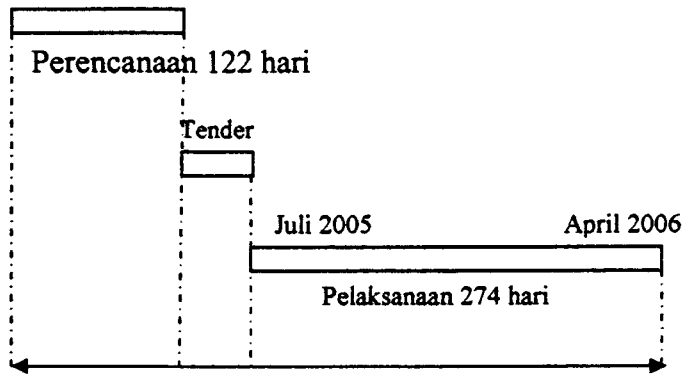 Perencanaan 122 hari
Tender
Juli 2005 April 2006
Pelaksanaan 274 hari